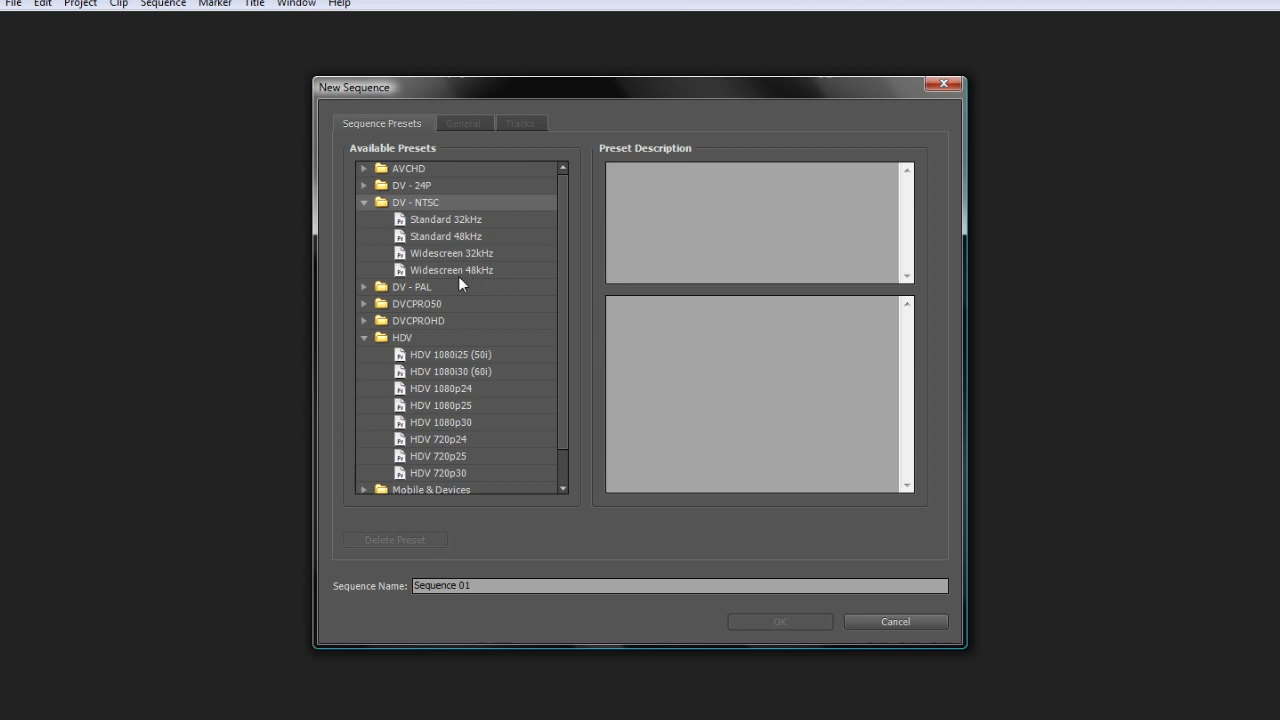 File Edit Project Clip Sequence Marker Title Window Help
New Sequence
Sequence Presets General Tracks
Available Presets
AVCHD
DV - 24P
DV - NTSC
Standard 32kHz
Standard 48kHz
Widescreen 32kHz
Widescreen 48kHz
DV - PAL
DVCPRO50
DVCPROHD
HDV
HDV 1080i25 (50i)
HDV 1080i30 (60i)
HDV 1080p24
HDV 1080p25
HDV 1080p30
HDV 720p24
HDV 720p25
HDV 720p30
Mobile & Devices
Preset Description
Delete Preset
Sequence Name: Sequence 01
OK Cancel